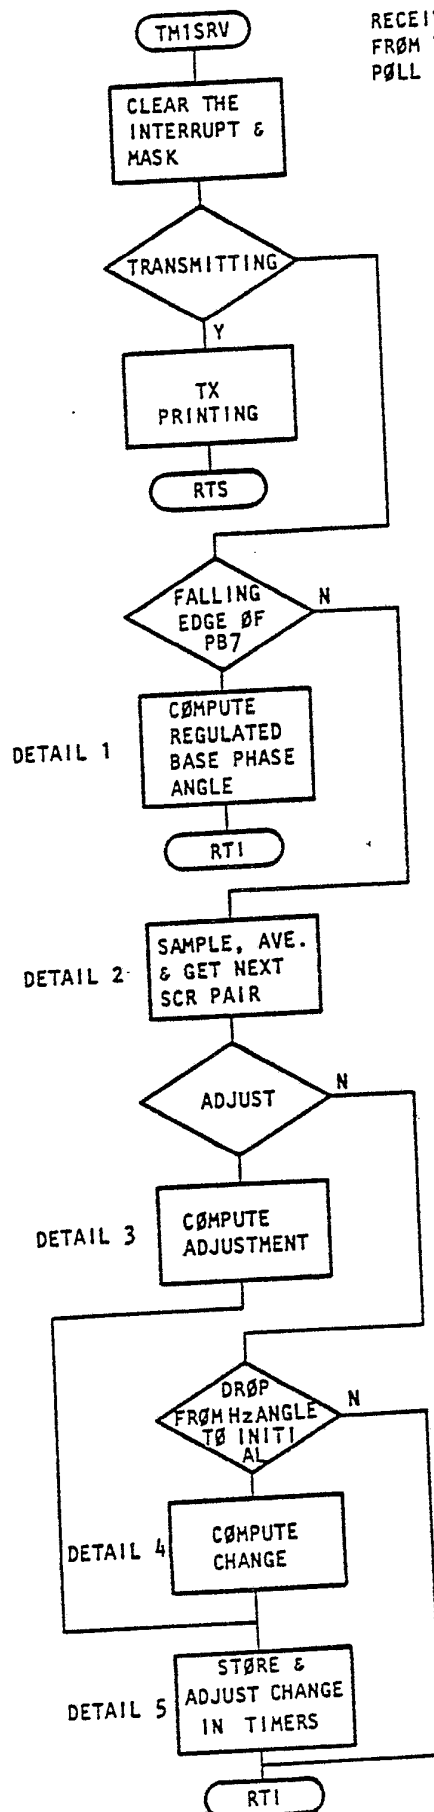 TM1SRV
RECEI
FRØM
PØLL
CLEAR THE
INTERRUPT &
MASK
TRANSMITTING
Y
TX
PRINTING
RTS
FALLING
EDGE ØF
PB7
N
DETAIL 1
CØMPUTE
REGULATED
BASE PHASE
ANGLE
RTI
DETAIL 2
SAMPLE, AVE.
& GET NEXT
SCR PAIR
ADJUST
N
DETAIL 3
CØMPUTE
ADJUSTMENT
DRØP
FRØM Hz ANGLE
TØ INITI
AL
N
DETAIL 4
CØMPUTE
CHANGE
DETAIL 5
STØRE &
ADJUST CHANGE
IN TIMERS
RTI